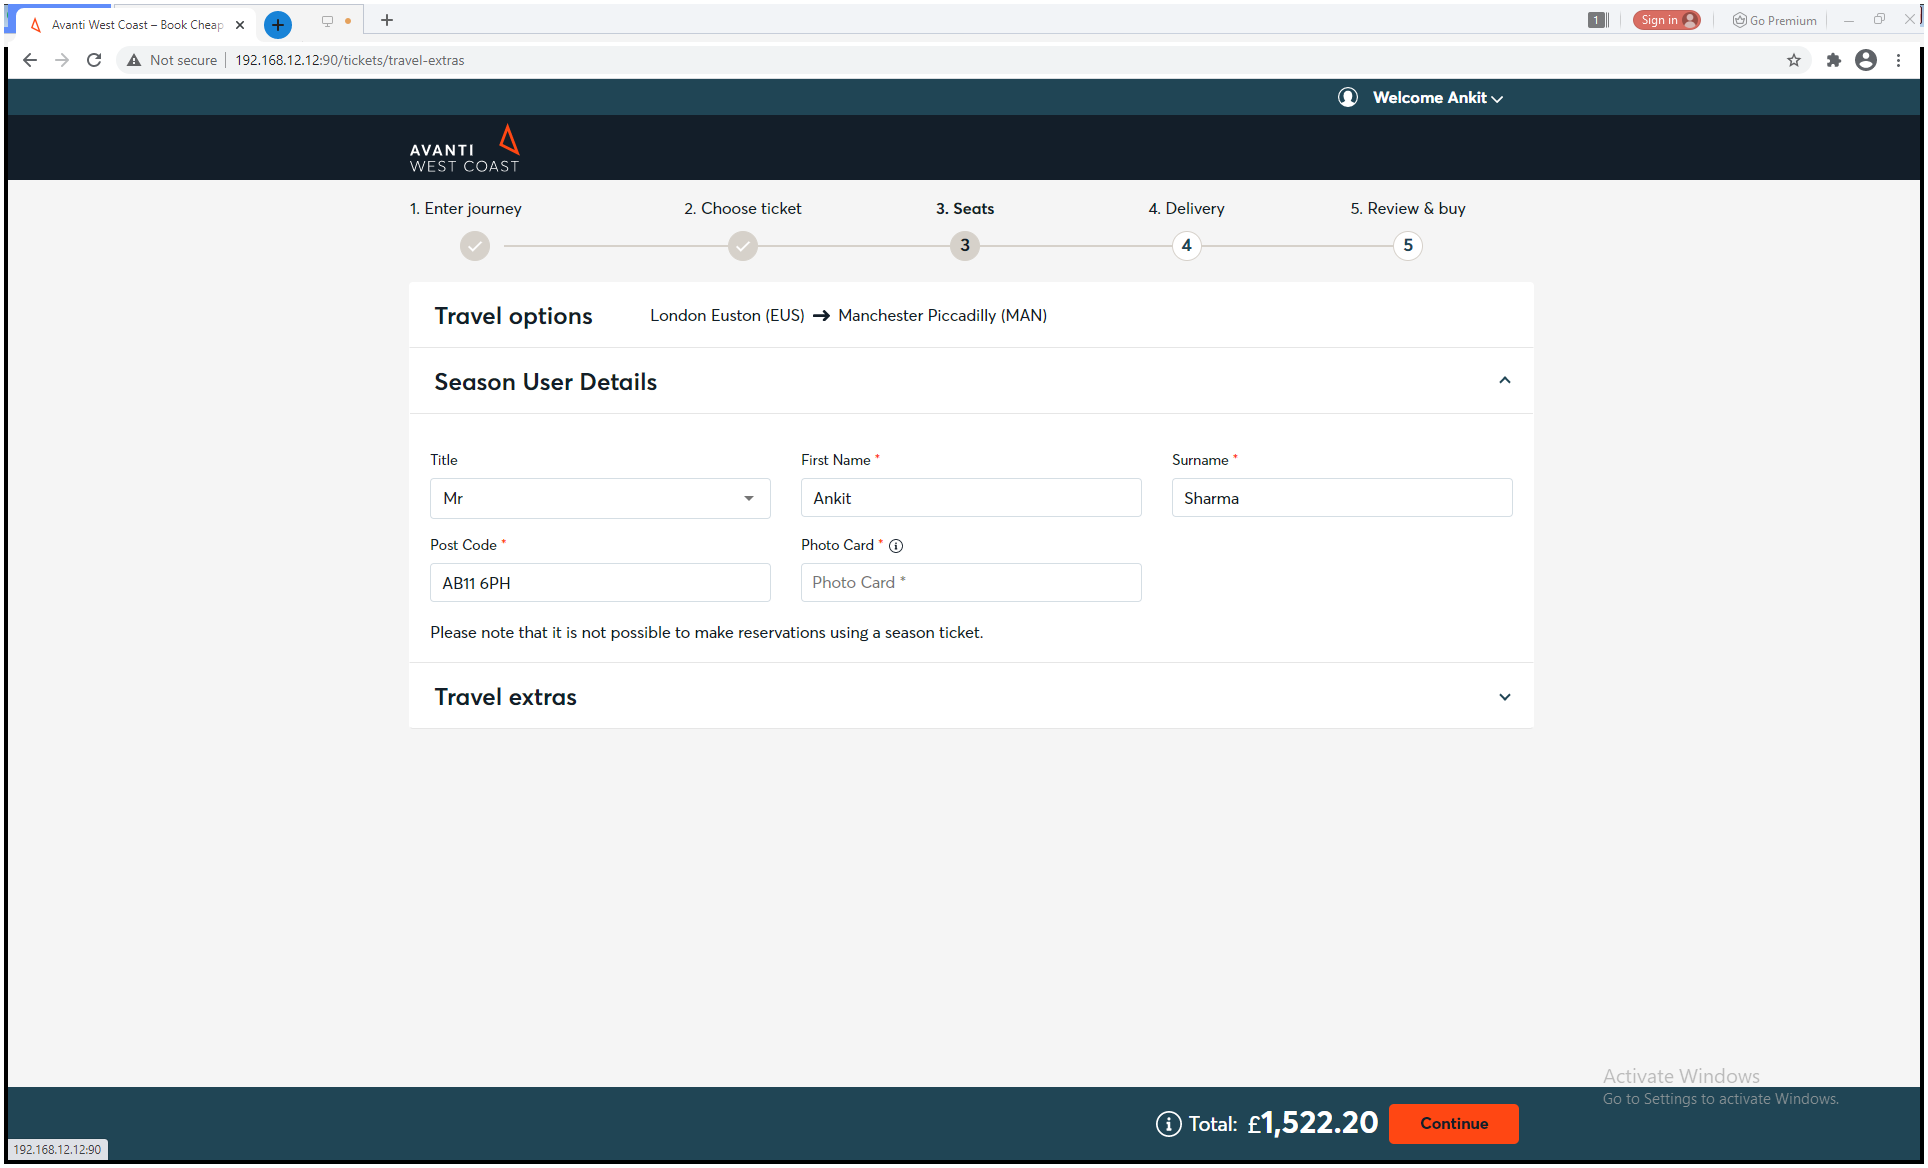 Avanti West Coast – Book Cheap
1
Sign in
Go Premium
Not secure
192.168.12.12:90/tickets/travel-extras
Welcome Ankit
AVANTI
WEST COAST
1. Enter journey
2. Choose ticket
3. Seats
4. Delivery
5. Review & buy
3
4
5
Travel options
London Euston (EUS) → Manchester Piccadilly (MAN)
Season User Details
Title
First Name *
Surname *
Mr
Ankit
Sharma
Post Code *
Photo Card *
AB11 6PH
Photo Card *
Please note that it is not possible to make reservations using a season ticket.
Travel extras
Activate Windows
Go to Settings to activate Windows.
Total: £1,522.20
Continue
192.168.12.12:90